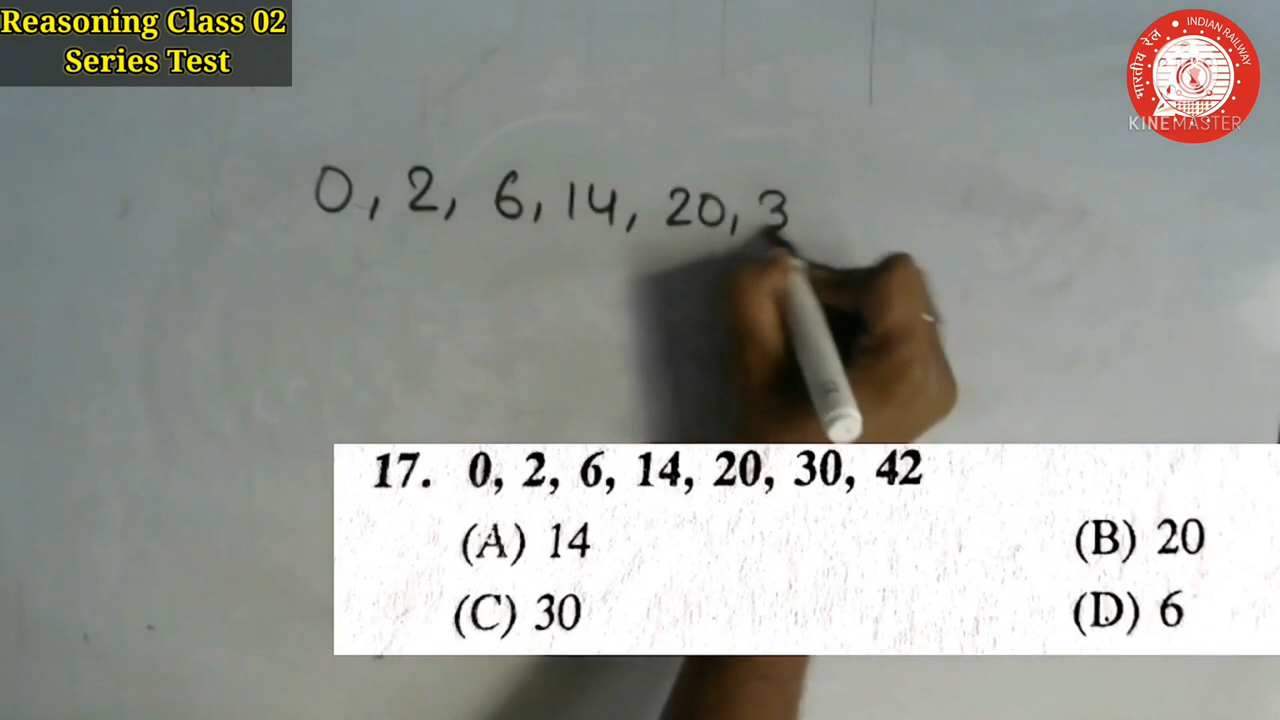 Reasoning Class 02
Series Test
भारतीय रेल
INDIAN RAILWAY
KINEMASTER
0, 2, 6, 14, 20, 3
17. 0, 2, 6, 14, 20, 30, 42
(A) 14 (B) 20
(C) 30 (D) 6